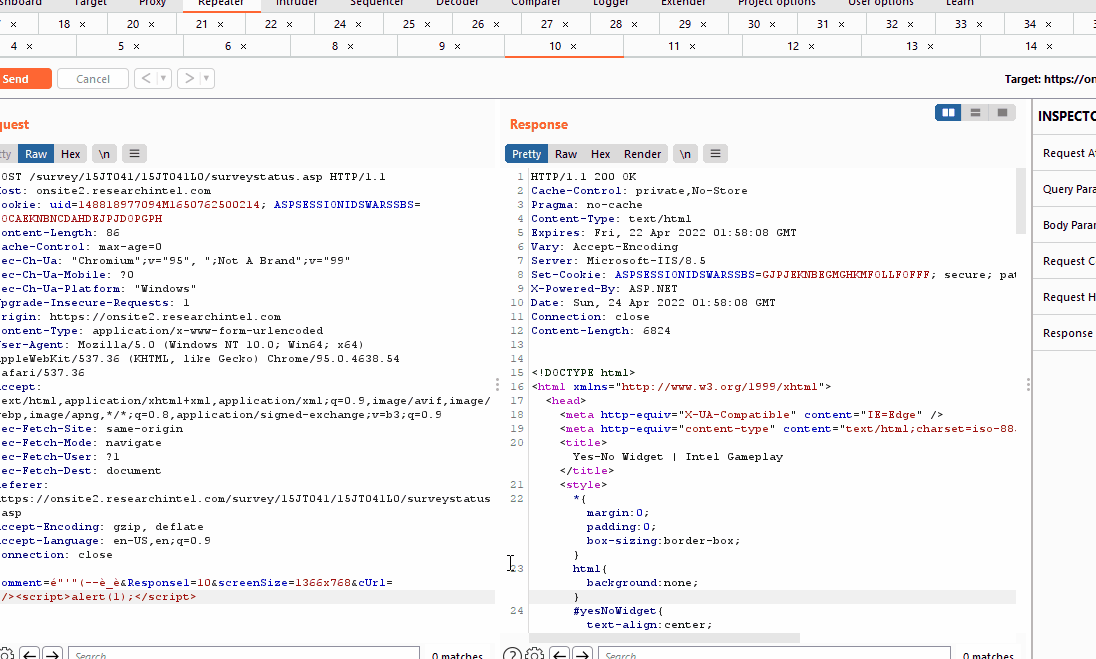 shboard Target Proxy Repeater Intruder Sequencer Decoder Comparer Logger Extender Project options User options Learn
× 18 × 20 × 21 × 22 × 24 × 25 × 26 × 27 × 28 × 29 × 30 × 31 × 32 × 33 × 34 × 3
4 × 5 × 6 × 8 × 9 × 10 × 11 × 12 × 13 × 14 ×
Send Cancel < > Target: https://on
quest
tty Raw Hex \n
OST /survey/15JT041/15JT041L0/surveystatus.asp HTTP/1.1
ost: onsite2.researchintel.com
ookie: uid=148818977094M1650762500214; ASPSESSIONIDSWARSSBS=
OCAEKNBNCDAHDEJPJDOPGPH
ontent-Length: 86
ache-Control: max-age=0
ec-Ch-Ua: "Chromium";v="95", ";Not A Brand";v="99"
ec-Ch-Ua-Mobile: ?0
ec-Ch-Ua-Platform: "Windows"
pgrade-Insecure-Requests: 1
rigin: https://onsite2.researchintel.com
ontent-Type: application/x-www-form-urlencoded
ser-Agent: Mozilla/5.0 (Windows NT 10.0; Win64; x64)
ppleWebKit/537.36 (KHTML, like Gecko) Chrome/95.0.4638.54
afari/537.36
ccept:
ext/html,application/xhtml+xml,application/xml;q=0.9,image/avif,image/
ebp,image/apng,*/*;q=0.8,application/signed-exchange;v=b3;q=0.9
ec-Fetch-Site: same-origin
ec-Fetch-Mode: navigate
ec-Fetch-User: ?1
ec-Fetch-Dest: document
eferer:
ttps://onsite2.researchintel.com/survey/15JT041/15JT041L0/surveystatus
asp
ccept-Encoding: gzip, deflate
ccept-Language: en-US,en;q=0.9
onnection: close
omment=é"'"(--è_è&Response1=10&screenSize=1366x768&cUrl=
/><script>alert(1);</script>
Search 0 matches
Response
Pretty Raw Hex Render \n
1 HTTP/1.1 200 OK
2 Cache-Control: private,No-Store
3 Pragma: no-cache
4 Content-Type: text/html
5 Expires: Fri, 22 Apr 2022 01:58:08 GMT
6 Vary: Accept-Encoding
7 Server: Microsoft-IIS/8.5
8 Set-Cookie: ASPSESSIONIDSWARSSBS=GJPJEKNBEGMGHKMFOLLFOFFF; secure; pat
9 X-Powered-By: ASP.NET
10 Date: Sun, 24 Apr 2022 01:58:08 GMT
11 Connection: close
12 Content-Length: 6824
13
14
15 <!DOCTYPE html>
16 <html xmlns="http://www.w3.org/1999/xhtml">
17 <head>
18 <meta http-equiv="X-UA-Compatible" content="IE=Edge" />
19 <meta http-equiv="content-type" content="text/html;charset=iso-88
20 <title>
Yes-No Widget | Intel Gameplay
</title>
21 <style>
22 *{
margin:0;
padding:0;
box-sizing:border-box;
}
23 html{
background:none;
}
24 #yesNoWidget{
text-align:center;
Search 0 matches
INSPECTO
Request A
Query Para
Body Param
Request C
Request H
Response